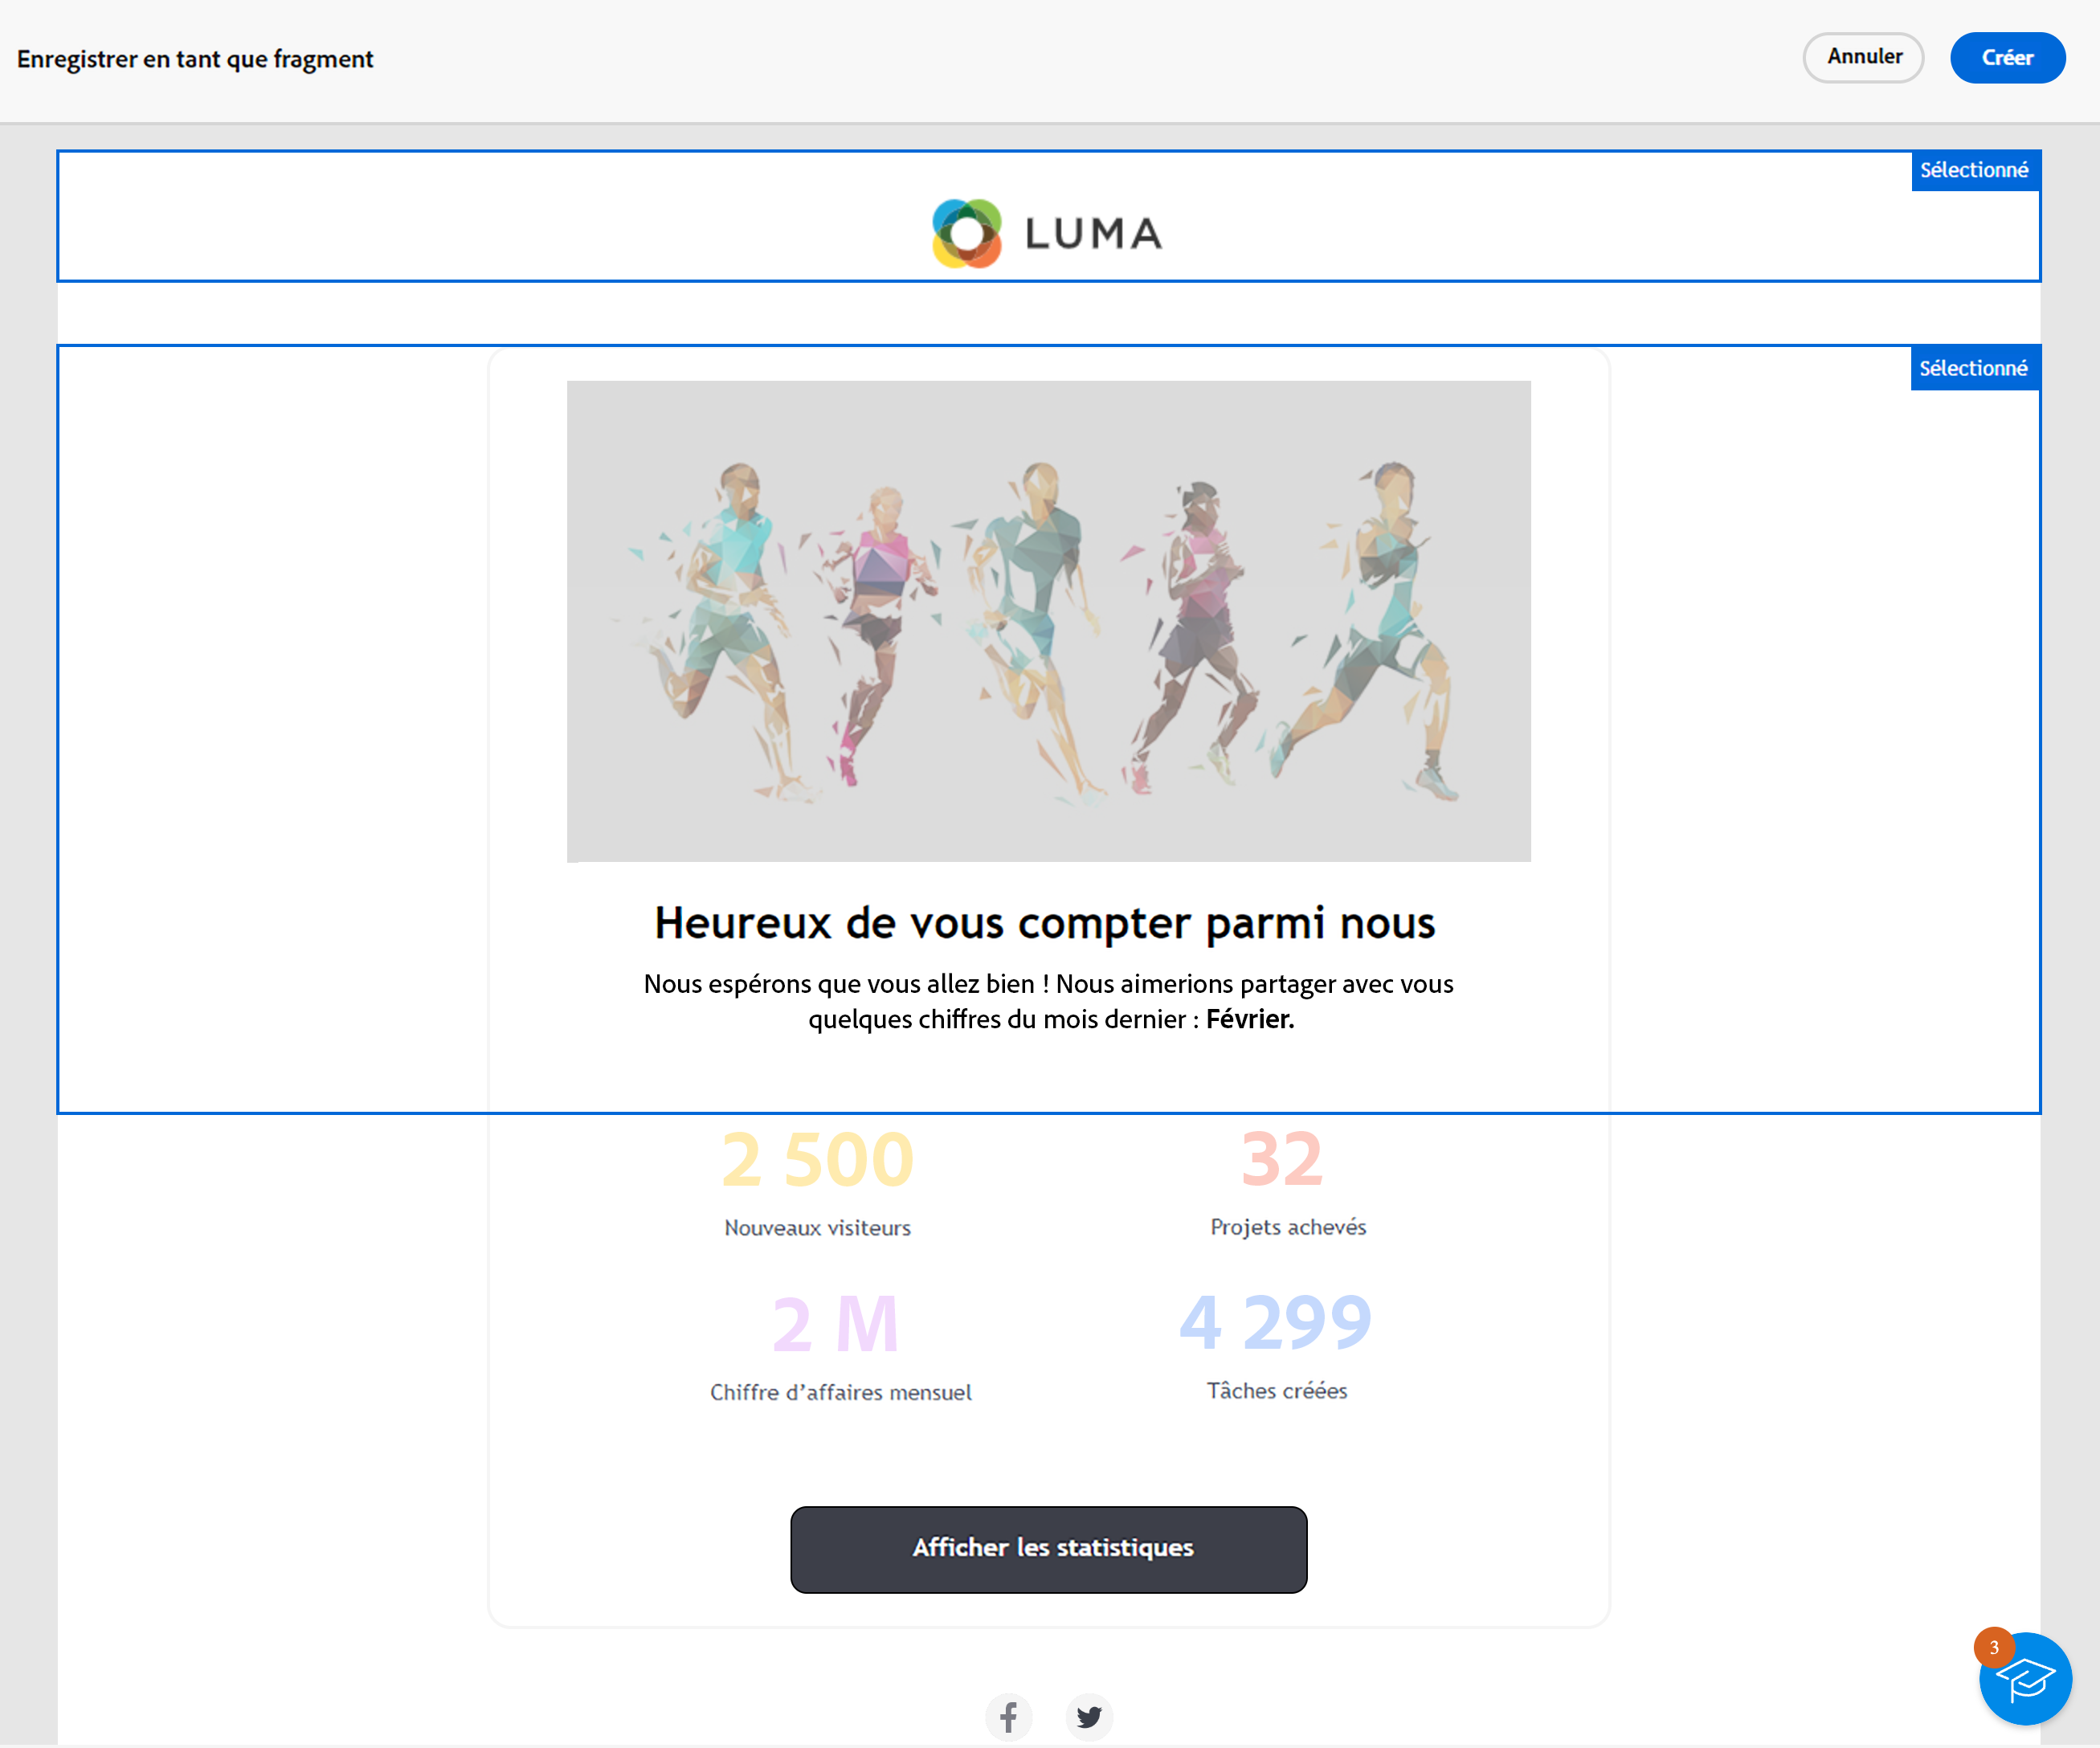 Enregistrer en tant que fragment
Annuler
Créer
Sélectionné
LUMA
Sélectionné
Heureux de vous compter parmi nous
Nous espérons que vous allez bien ! Nous aimerions partager avec vous
quelques chiffres du mois dernier : Février.
2 500
32
Nouveaux visiteurs
Projets achevés
2 M
4 299
Chiffre d’affaires mensuel
Tâches créées
Afficher les statistiques
3